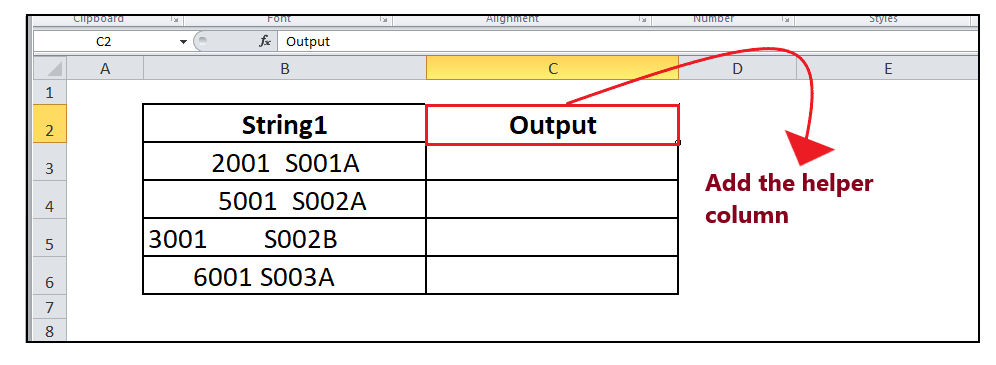 Clipboard Font Alignment Number Styles
C2 fx Output
A B C D E
1
2 String1 Output
3 2001 S001A
4 5001 S002A
5 3001 S002B
6 6001 S003A
7
8
Add the helper
column